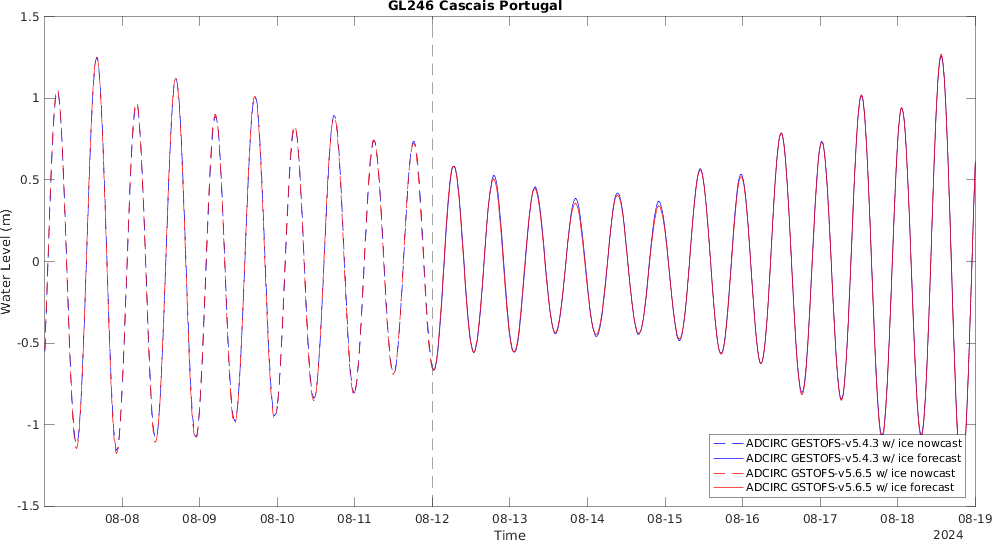 GL246 Cascais Portugal
1.5
1
0.5
0
-0.5
-1
-1.5
Water Level (m)
ADCIRC GESTOFS-v5.4.3 w/ ice nowcast
ADCIRC GESTOFS-v5.4.3 w/ ice forecast
ADCIRC GSTOFS-v5.6.5 w/ ice nowcast
ADCIRC GSTOFS-v5.6.5 w/ ice forecast
08-08 08-09 08-10 08-11 08-12 08-13 08-14 08-15 08-16 08-17 08-18 08-19
Time
2024